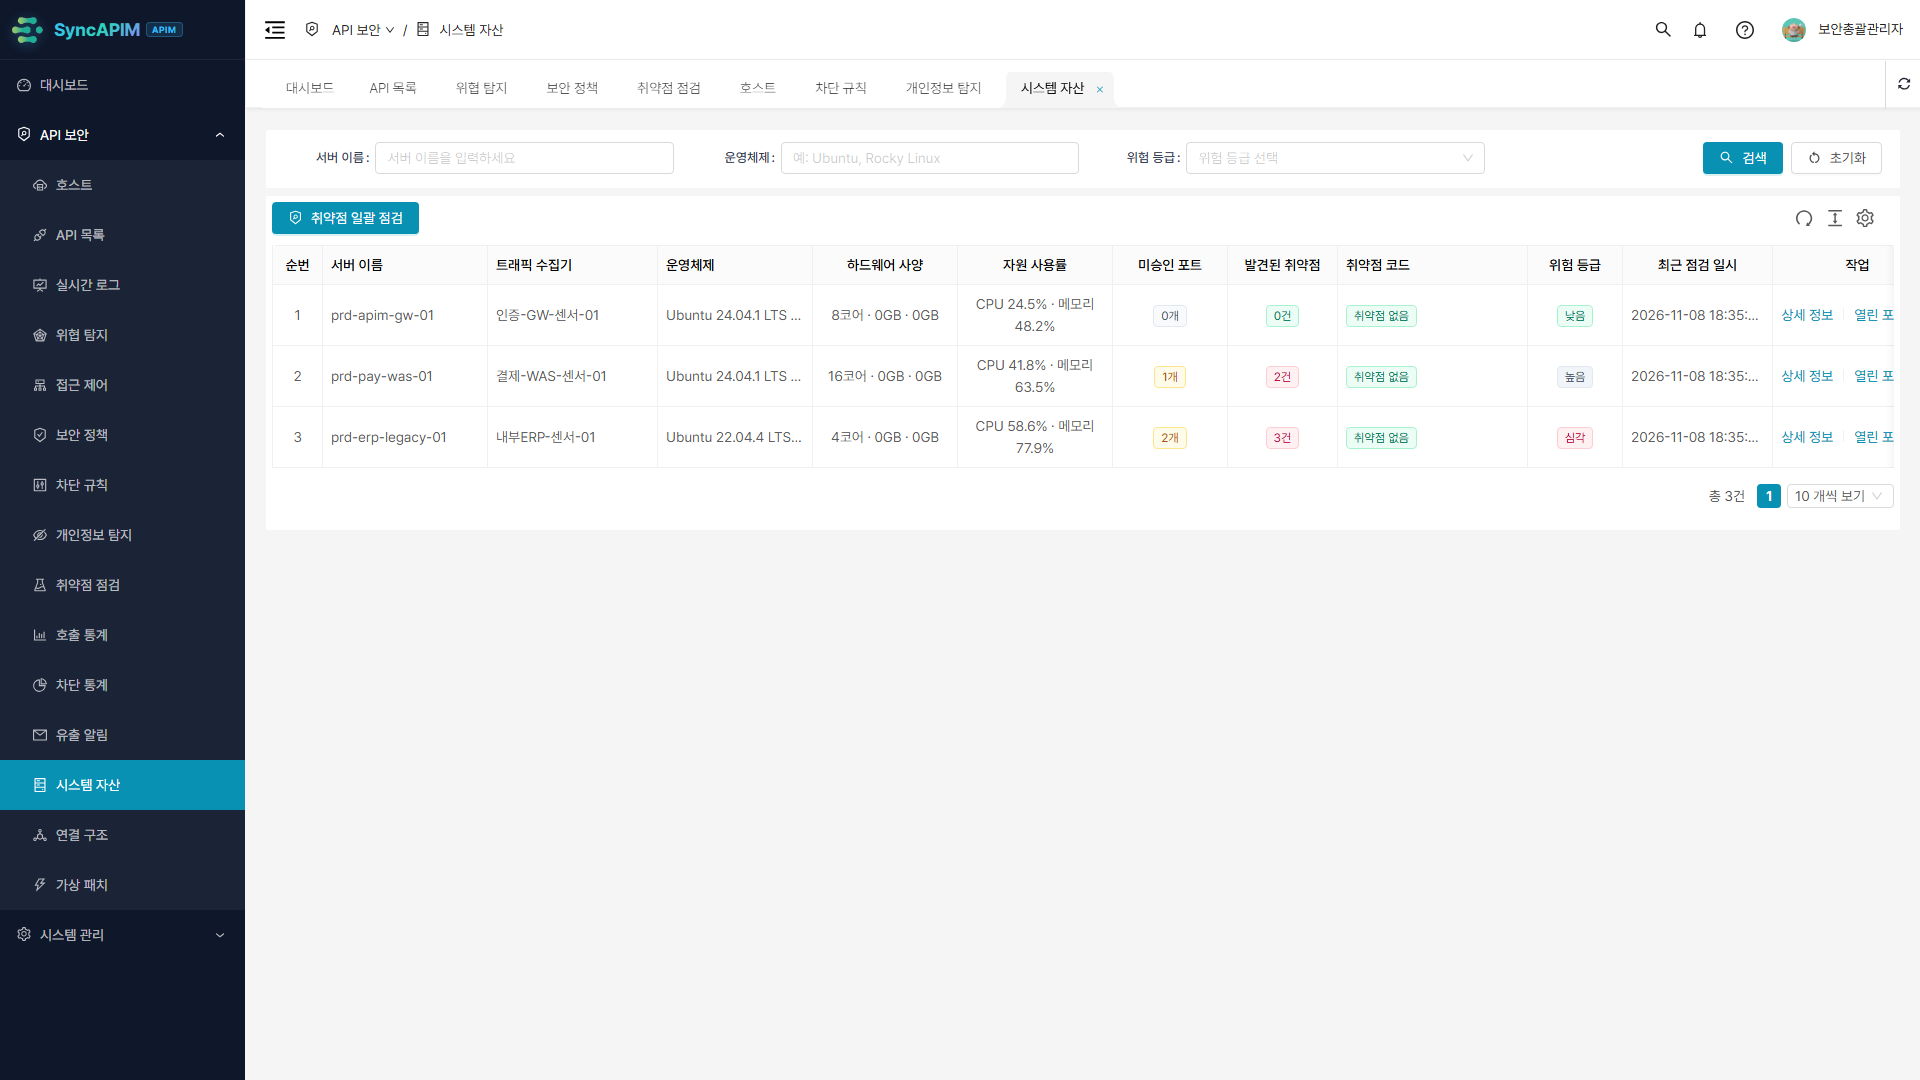 SyncAPIM APIM
API 보안 / 시스템 자산
보안총괄관리자
대시보드
API 보안
호스트
API 목록
실시간 로그
위협 탐지
접근 제어
보안 정책
차단 규칙
개인정보 탐지
취약점 점검
호출 통계
차단 통계
유출 알림
시스템 자산
연결 구조
가상 패치
시스템 관리
대시보드 API 목록 위협 탐지 보안 정책 취약점 점검 호스트 차단 규칙 개인정보 탐지 시스템 자산 ×
서버 이름 : 서버 이름을 입력하세요 운영체제 : 예: Ubuntu, Rocky Linux 위험 등급 : 위험 등급 선택 검색 초기화
취약점 일괄 점검
순번 서버 이름 트래픽 수집기 운영체제 하드웨어 사양 자원 사용률 미승인 포트 발견된 취약점 취약점 코드 위험 등급 최근 점검 일시 작업
1 prd-apim-gw-01 인증-GW-센서-01 Ubuntu 24.04.1 LTS ... 8코어 · 0GB · 0GB CPU 24.5% · 메모리 48.2% 0개 0건 취약점 없음 낮음 2026-11-08 18:35:... 상세 정보 열린 포
2 prd-pay-was-01 결제-WAS-센서-01 Ubuntu 24.04.1 LTS ... 16코어 · 0GB · 0GB CPU 41.8% · 메모리 63.5% 1개 2건 취약점 없음 높음 2026-11-08 18:35:... 상세 정보 열린 포
3 prd-erp-legacy-01 내부ERP-센서-01 Ubuntu 22.04.4 LTS... 4코어 · 0GB · 0GB CPU 58.6% · 메모리 77.9% 2개 3건 취약점 없음 심각 2026-11-08 18:35:... 상세 정보 열린 포
총 3건 1 10 개씩 보기